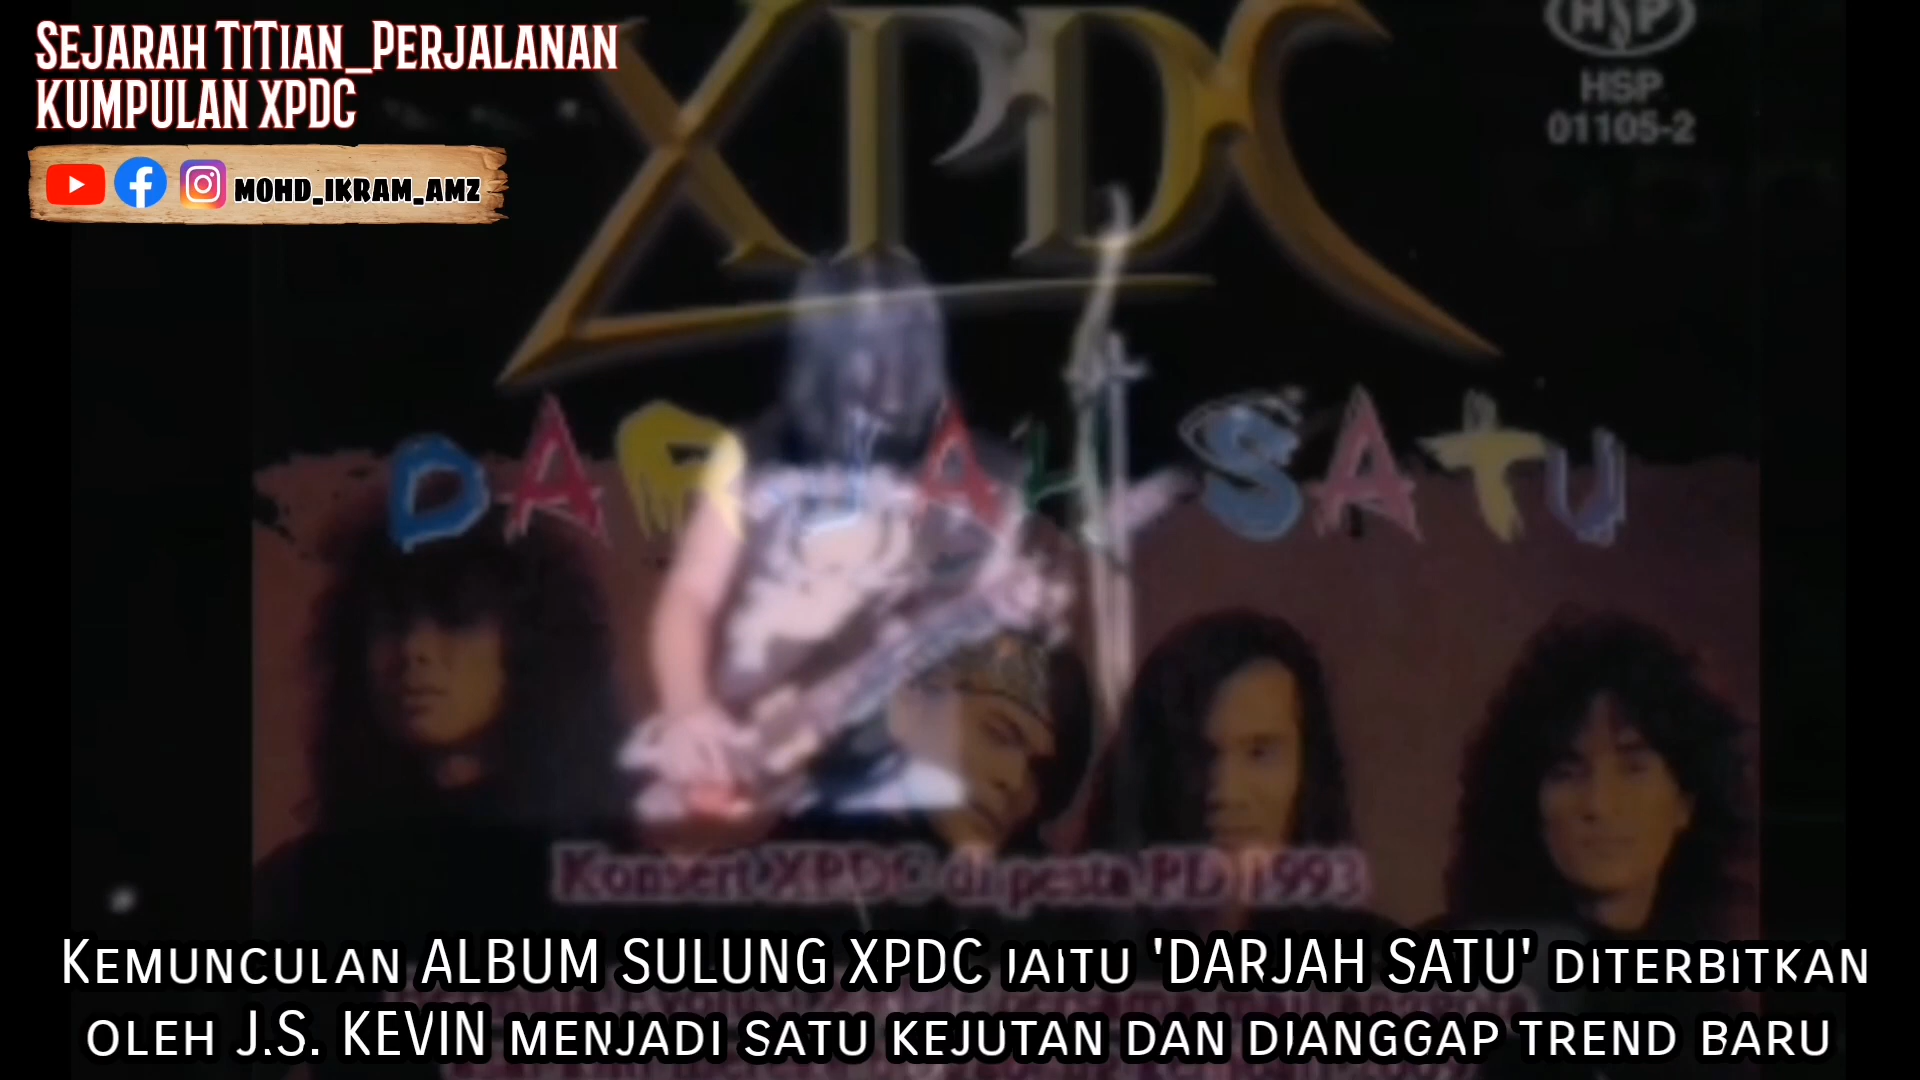 SEJARAH TITIAN_PERJALANAN
KUMPULAN XPDC
MOHD_IKRAM_AMZ
XPDC
HSP
HSP
01105-2
DARJAH SATU
Konsert XPDC di pesta PD 1993
KEMUNCULAN ALBUM SULUNG XPDC IAITU 'DARJAH SATU' DITERBITKAN
OLEH J.S. KEVIN MENJADI SATU KEJUTAN DAN DIANGGAP TREND BARU